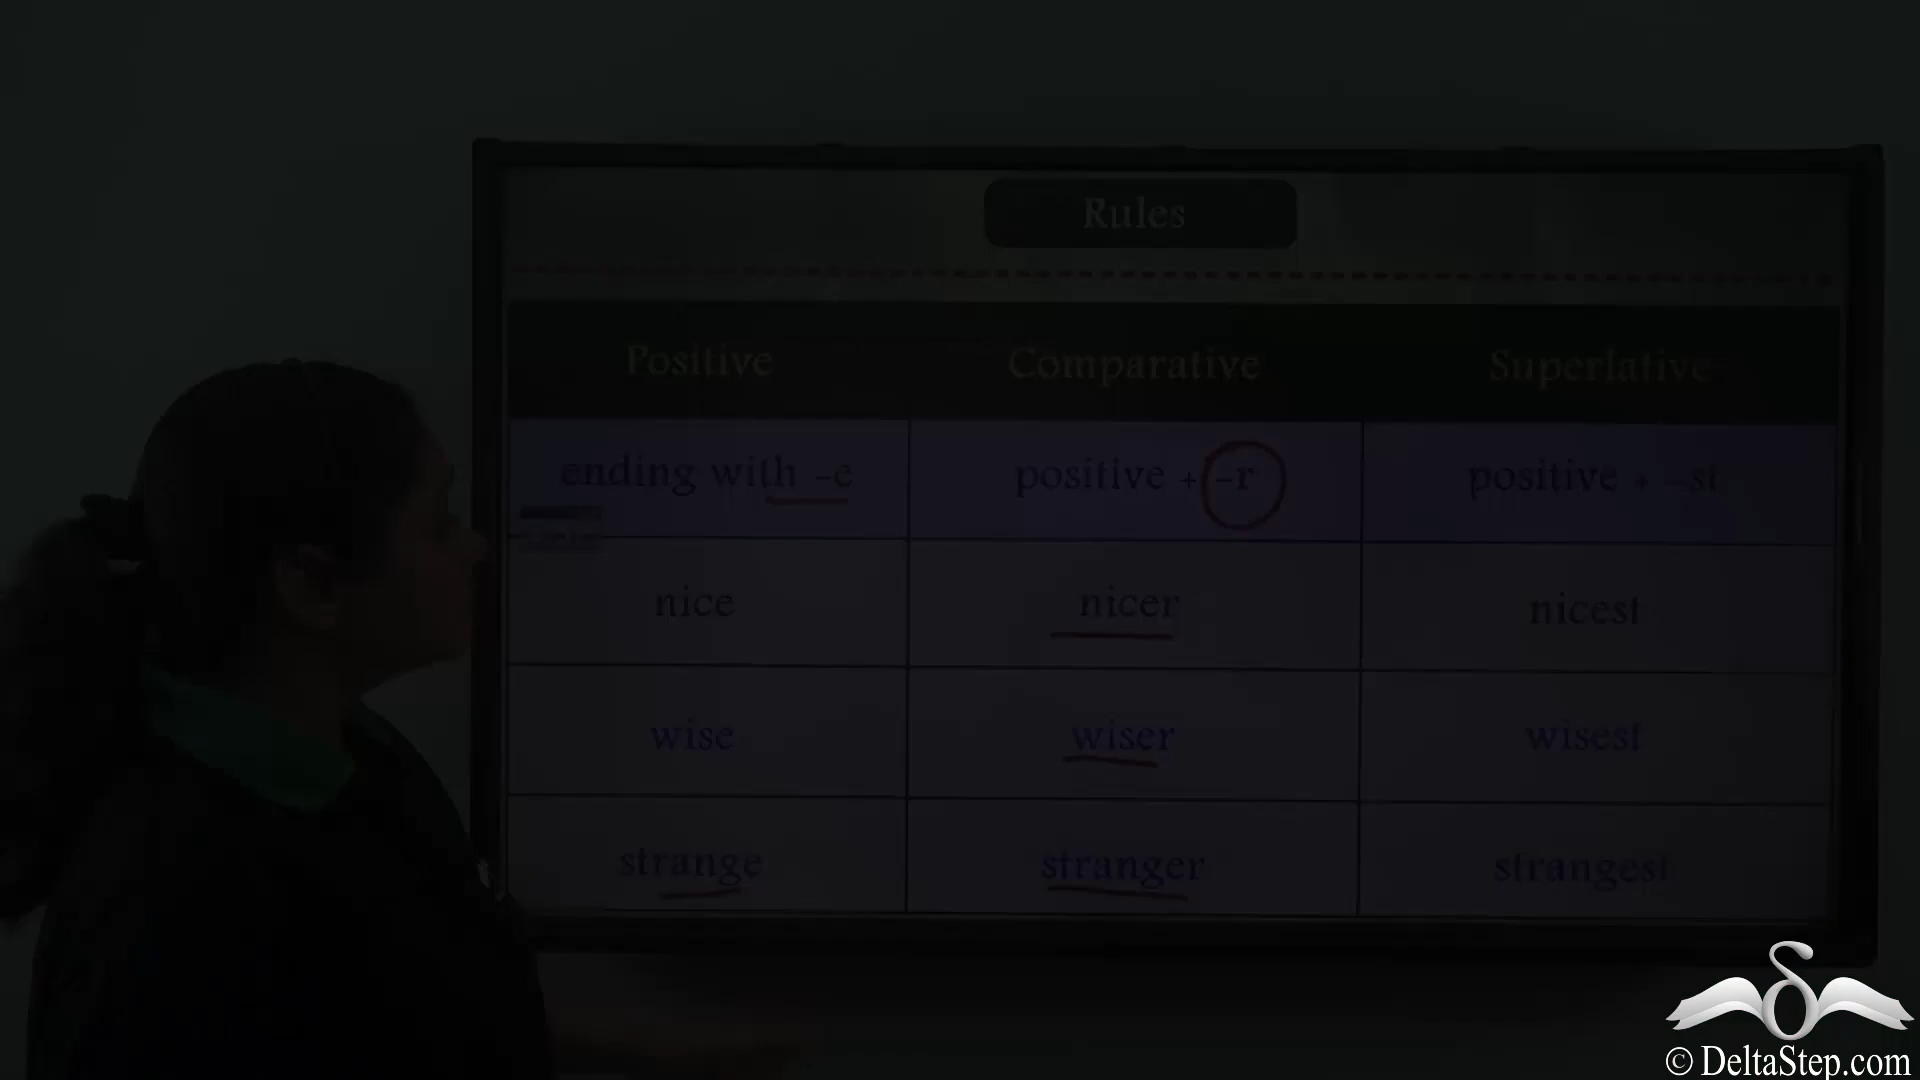 Rules
Positive Comparative Superlative
ending with -e positive + -r positive + -st
nice nicer nicest
wise wiser wisest
strange stranger strangest
© DeltaStep.com